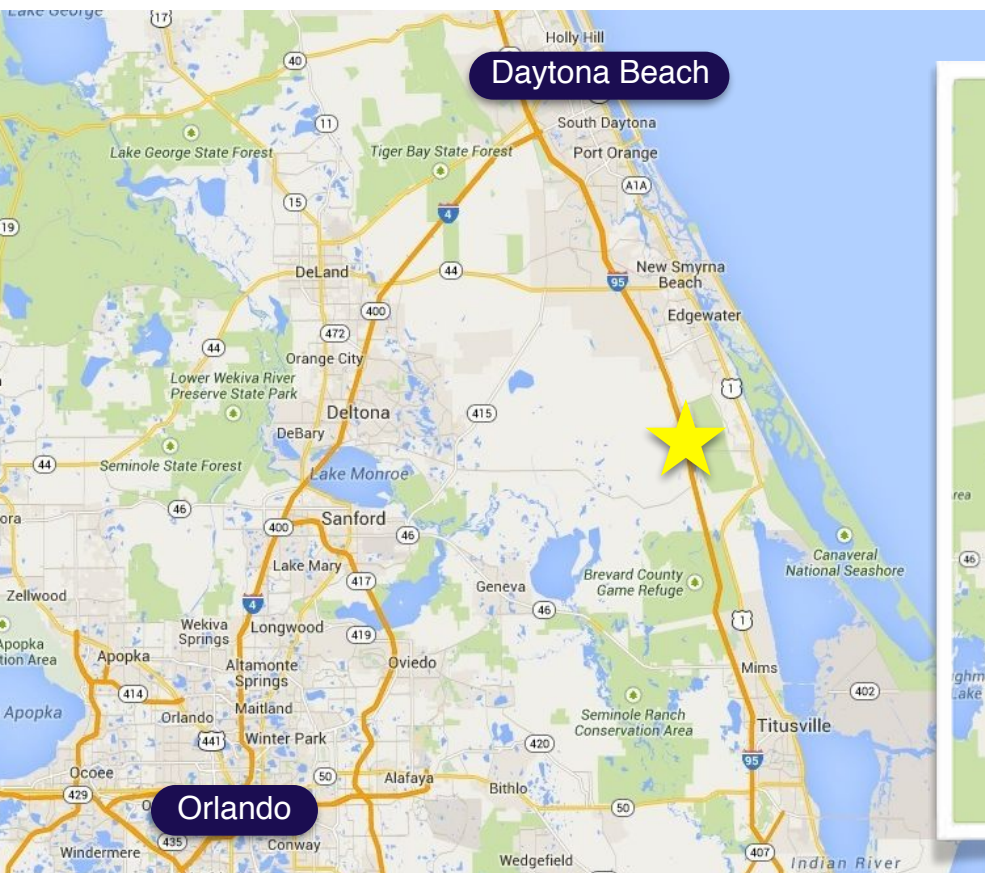 Lake George
17
Holly Hill
40
Daytona Beach
11
South Daytona
Lake George State Forest
Tiger Bay State Forest
Port Orange
A1A
15
4
19
DeLand
44
New Smyrna
Beach
95
400
Edgewater
472
44
Orange City
Lower Wekiva River
Preserve State Park
1
Deltona
415
DeBary
44
Seminole State Forest
Lake Monroe
46
Sanford
400
46
Canaveral
National Seashore
46
Lake Mary
417
Geneva
Brevard County
Game Refuge
Zellwood
4
46
Wekiva
Springs
Longwood
419
1
Apopka
Altamonte
Springs
Oviedo
Mims
414
402
Apopka
Orlando
Maitland
Seminole Ranch
Conservation Area
Titusville
441
Winter Park
420
95
Ocoee
50
Alafaya
Bithlo
429
Orlando
50
435
Windermere
Conway
Wedgefield
407
Indian River